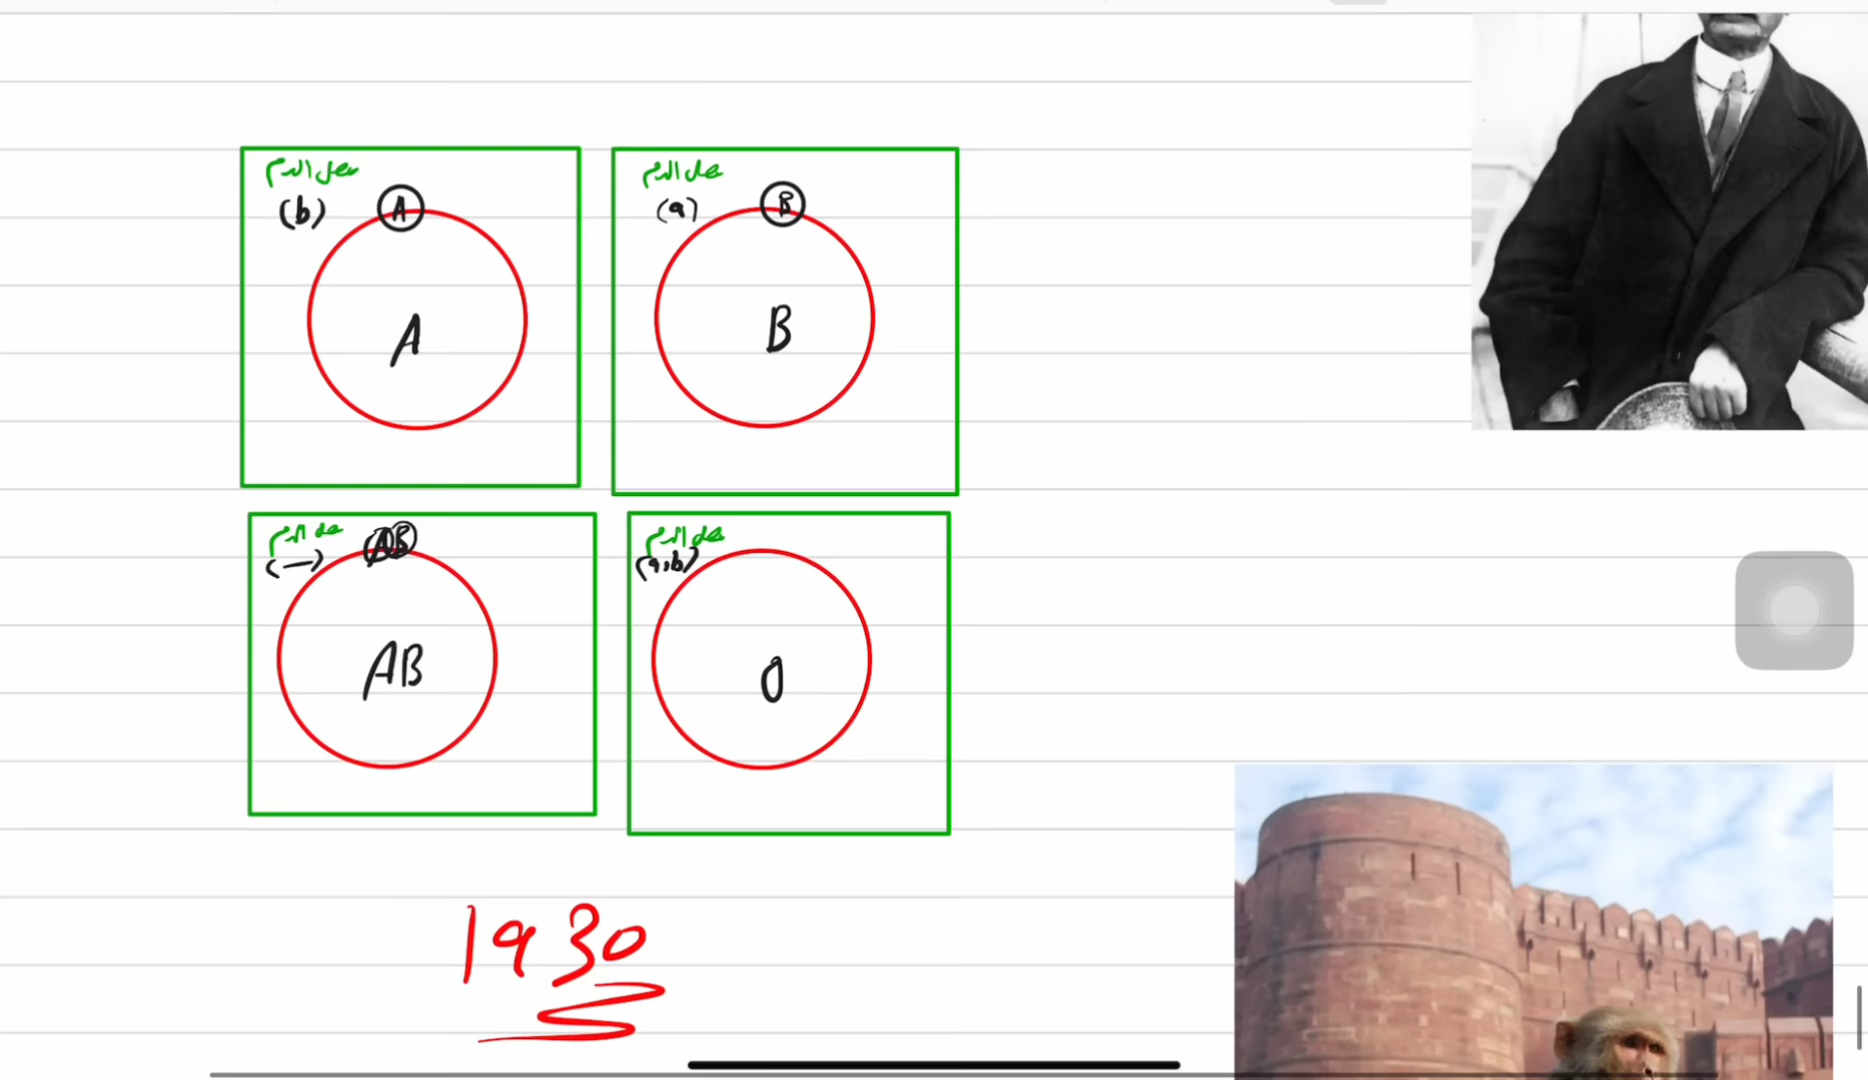 مصل الدم
(b) A
A
مصل الدم
(a) B
B
مصل الدم
(—) AB
AB
مصل الدم
(a,b)
O
1930